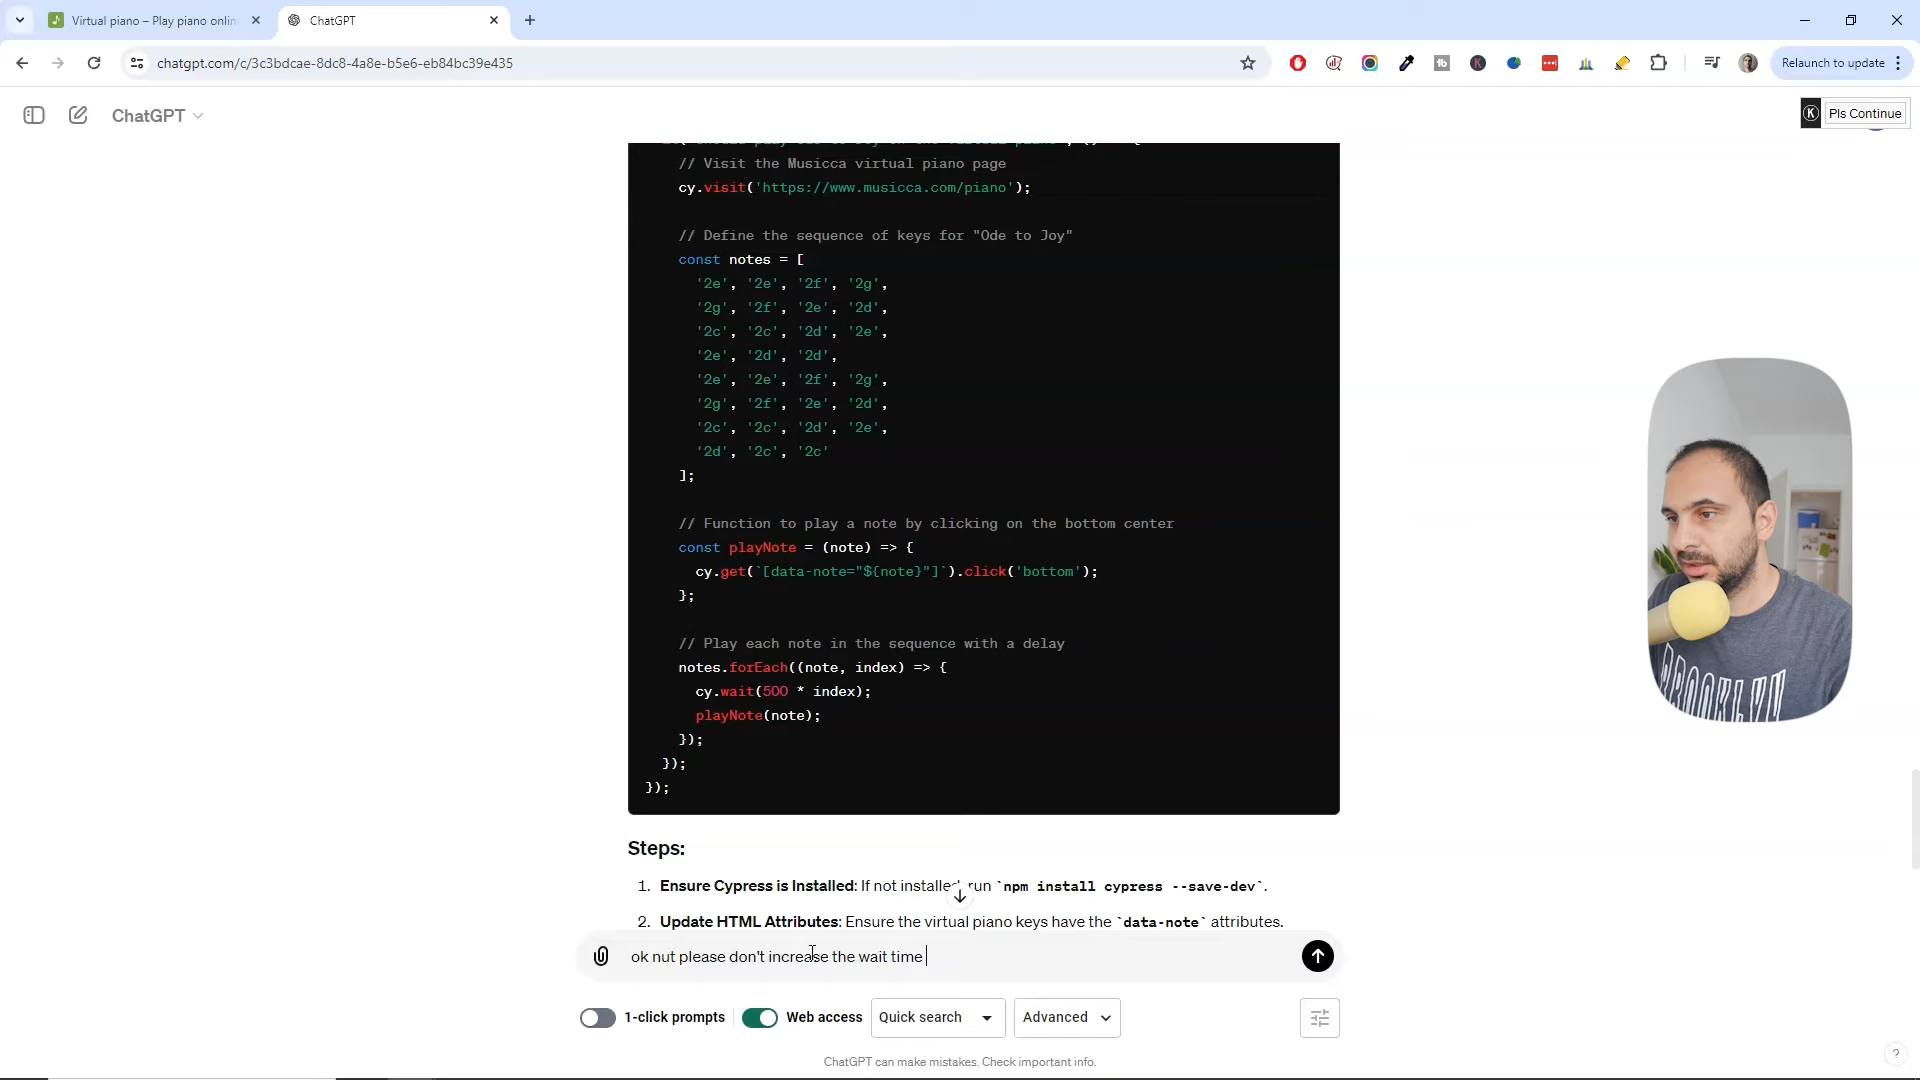 Virtual piano – Play piano onlin
ChatGPT
chatgpt.com/c/3c3bdcae-8dc8-4a8e-b5e6-eb84bc39e435
Relaunch to update
ChatGPT
K Pls Continue
// Visit the Musicca virtual piano page
cy.visit('https://www.musicca.com/piano');
// Define the sequence of keys for "Ode to Joy"
const notes = [
'2e', '2e', '2f', '2g',
'2g', '2f', '2e', '2d',
'2c', '2c', '2d', '2e',
'2e', '2d', '2d',
'2e', '2e', '2f', '2g',
'2g', '2f', '2e', '2d',
'2c', '2c', '2d', '2e',
'2d', '2c', '2c'
];
// Function to play a note by clicking on the bottom center
const playNote = (note) => {
cy.get(`[data-note="${note}"]`).click('bottom');
};
// Play each note in the sequence with a delay
notes.forEach((note, index) => {
cy.wait(500 * index);
playNote(note);
});
});
});
Steps:
1. Ensure Cypress is Installed: If not installed, run `npm install cypress --save-dev`.
2. Update HTML Attributes: Ensure the virtual piano keys have the `data-note` attributes.
ok nut please don't increase the wait time
1-click prompts
Web access
Quick search
Advanced
ChatGPT can make mistakes. Check important info.
?
BROOKLYN